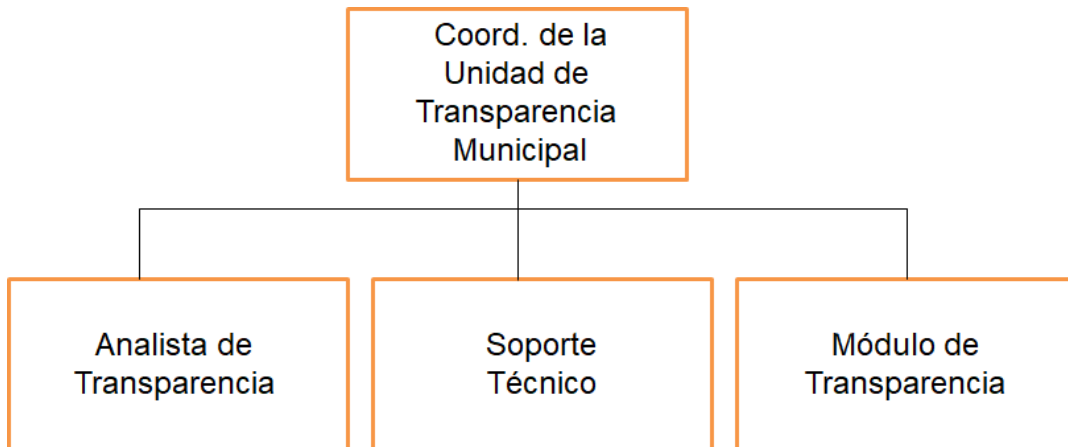 Coord. de la
Unidad de
Transparencia
Municipal
Analista de
Transparencia
Soporte
Técnico
Módulo de
Transparencia